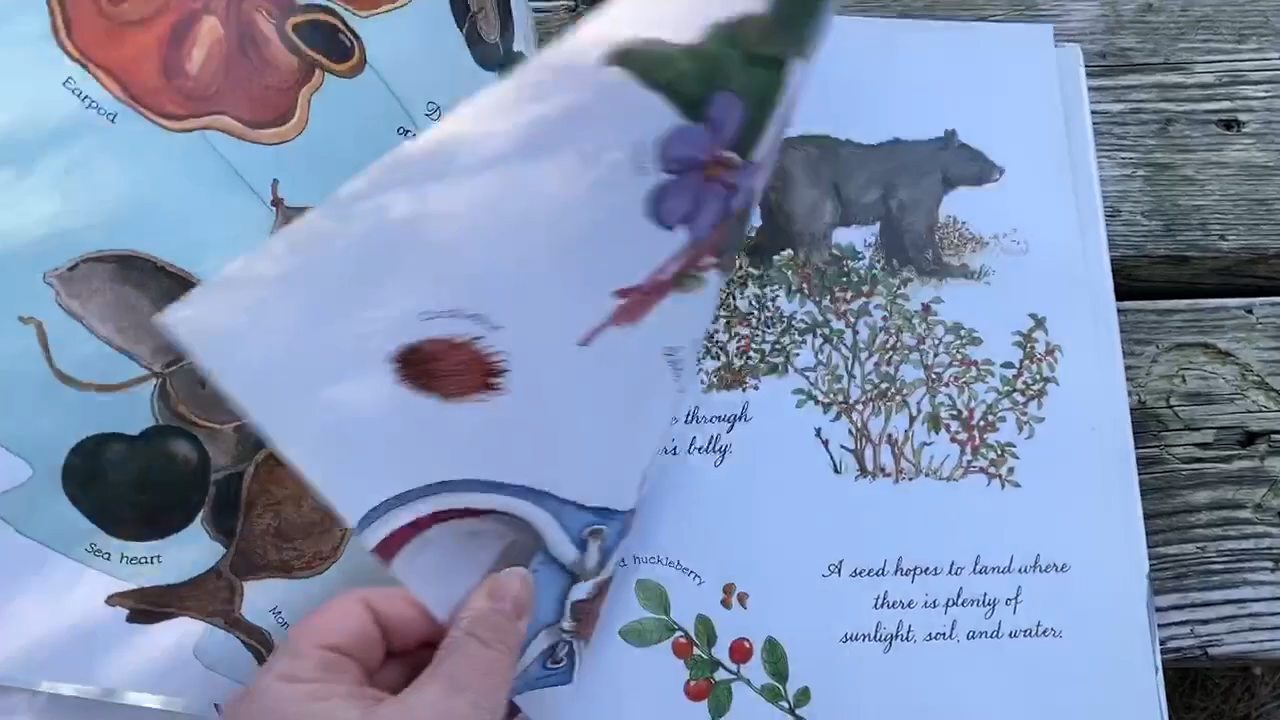 Earpod
Sea heart
through
belly.
huckleberry
A seed hopes to land where
there is plenty of
sunlight, soil, and water.